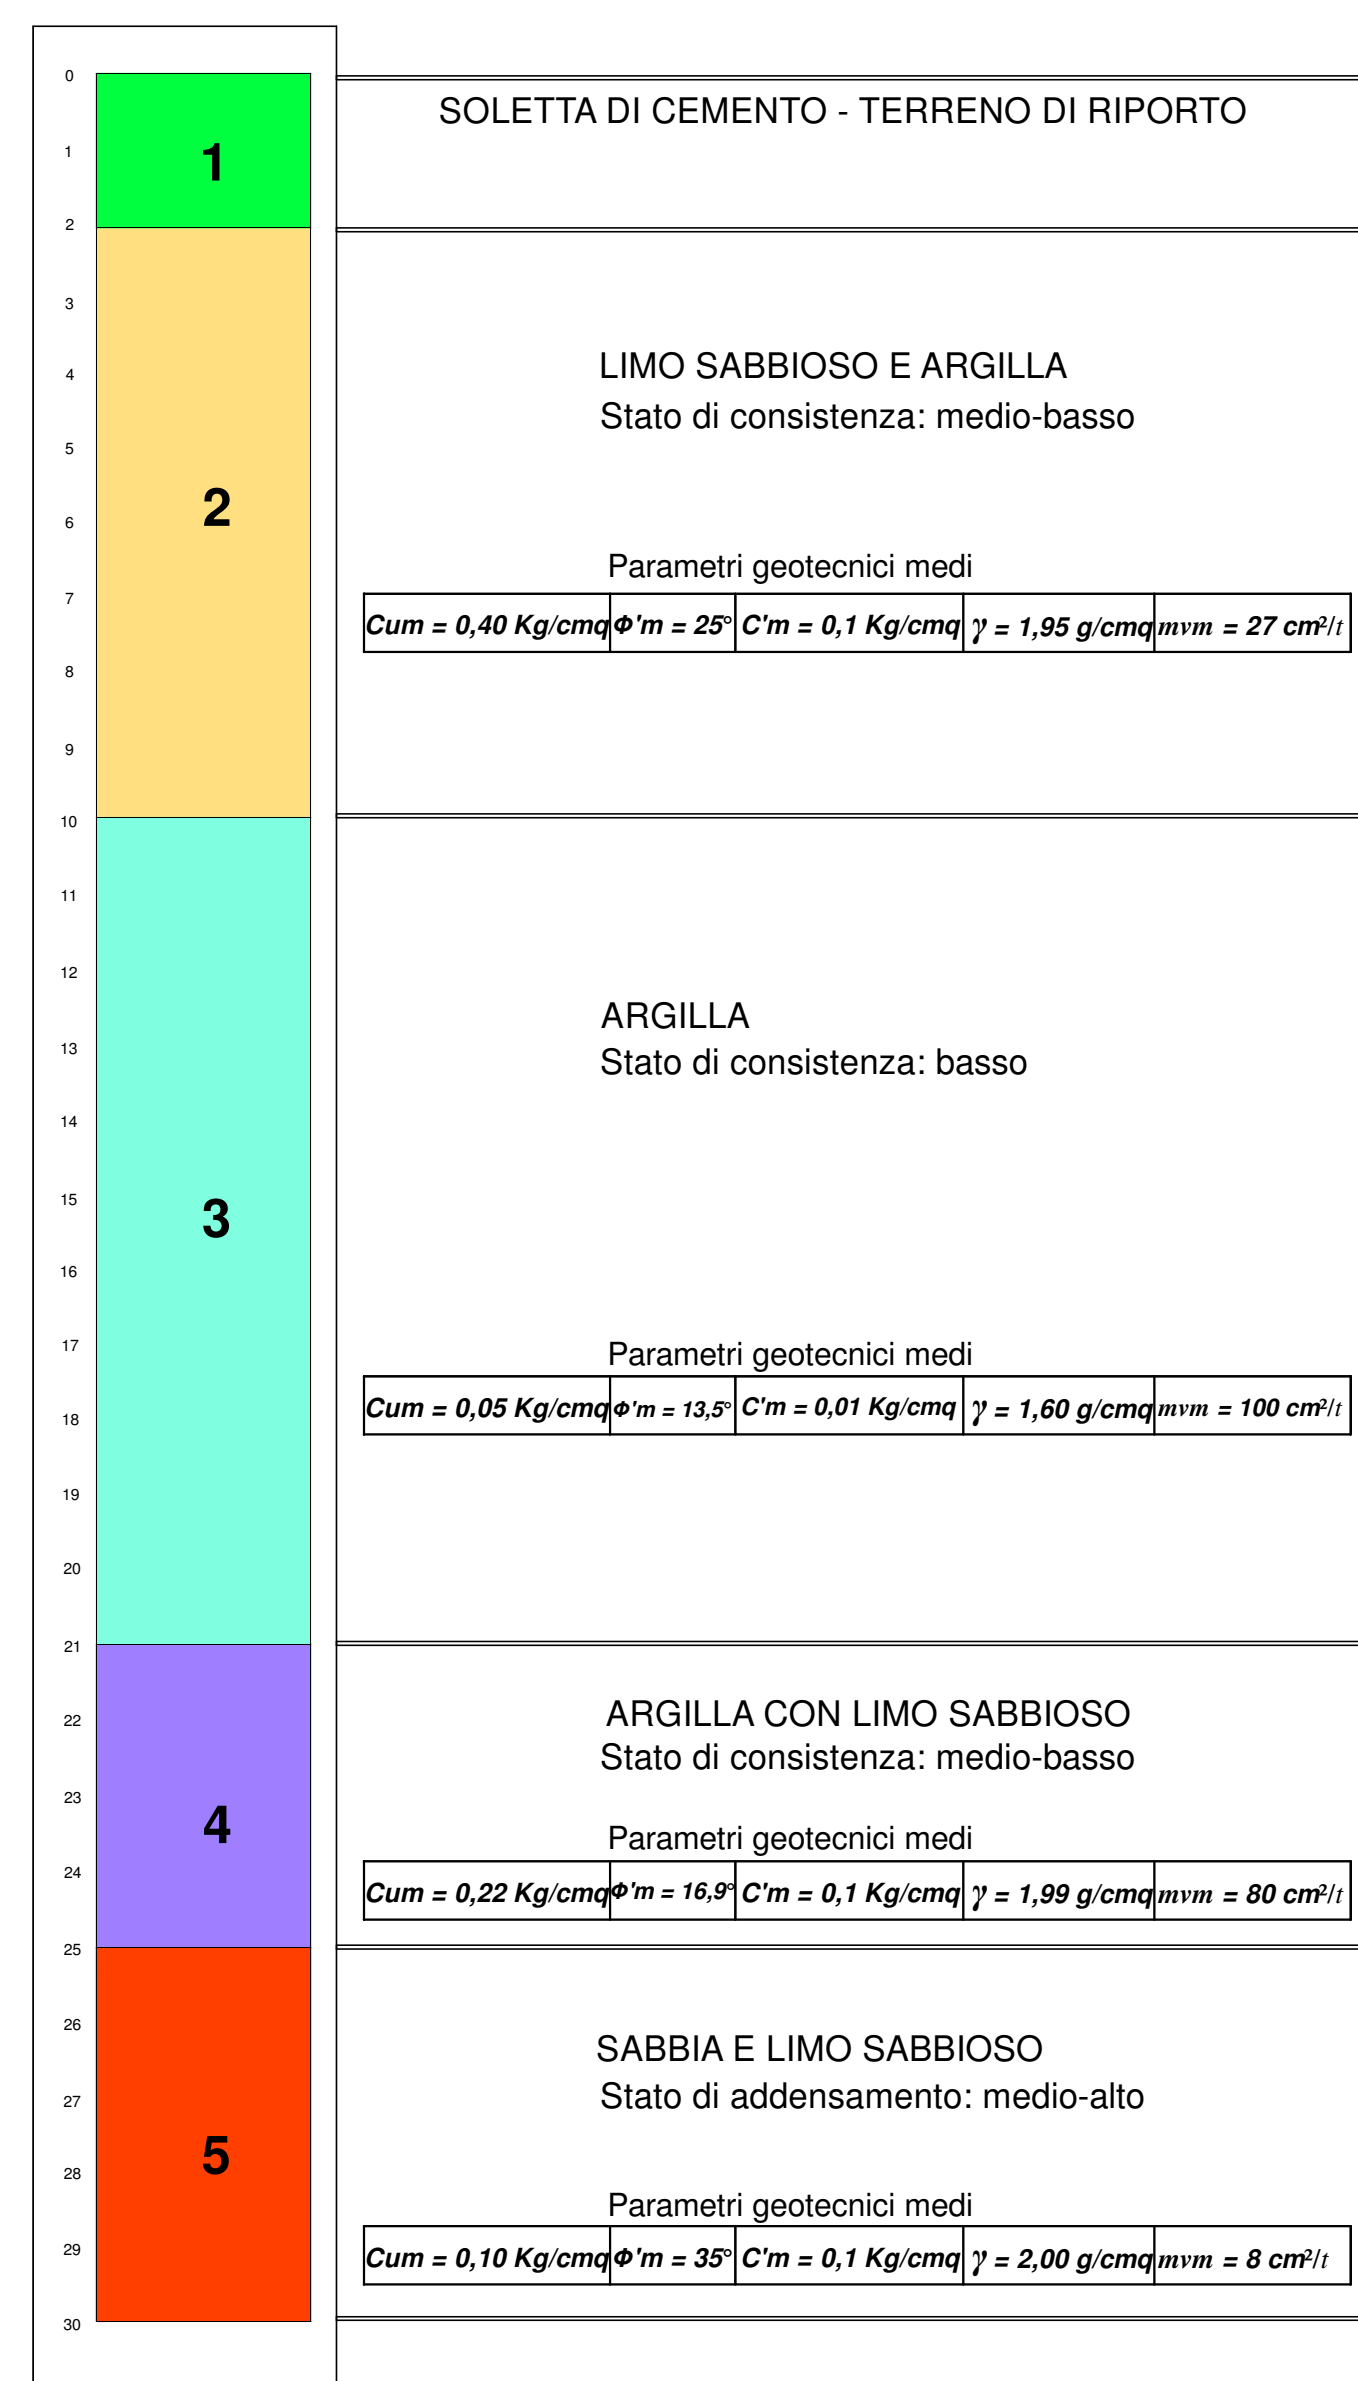 0
SOLETTA DI CEMENTO - TERRENO DI RIPORTO
1
1
2
3
LIMO SABBIOSO E ARGILLA
4
Stato di consistenza: medio-basso
5
2
6
Parametri geotecnici medi
7
Cum = 0,40 Kg/cmq Φ'm = 25° C'm = 0,1 Kg/cmq γ = 1,95 g/cmq mvm = 27 cm²/t
8
9
10
11
12
ARGILLA
13
Stato di consistenza: basso
14
15
3
16
17
Parametri geotecnici medi
Cum = 0,05 Kg/cmq Φ'm = 13,5° C'm = 0,01 Kg/cmq γ = 1,60 g/cmq mvm = 100 cm²/t
18
19
20
21
ARGILLA CON LIMO SABBIOSO
22
Stato di consistenza: medio-basso
23
4
Parametri geotecnici medi
24
Cum = 0,22 Kg/cmq Φ'm = 16,9° C'm = 0,1 Kg/cmq γ = 1,99 g/cmq mvm = 80 cm²/t
25
26
SABBIA E LIMO SABBIOSO
27
Stato di addensamento: medio-alto
5
28
Parametri geotecnici medi
29
Cum = 0,10 Kg/cmq Φ'm = 35° C'm = 0,1 Kg/cmq γ = 2,00 g/cmq mvm = 8 cm²/t
30